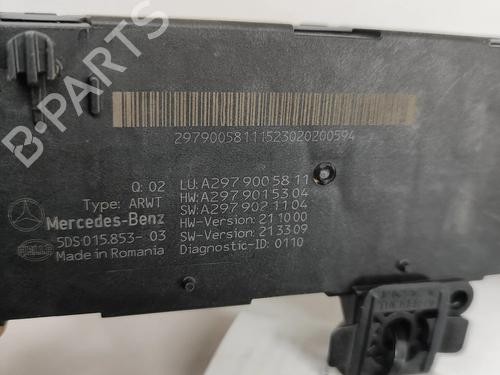 B-PARTS
29790058111523020200594
Q: 02 LU: A297 900 58 11
Type: ARWT HW: A297 901 53 04
Mercedes-Benz SW: A297 902 11 04
HW-Version: 21 10 00
5DS 015.853- 03 SW-Version: 21 33 09
HELLA Made in Romania Diagnostic-ID: 0110